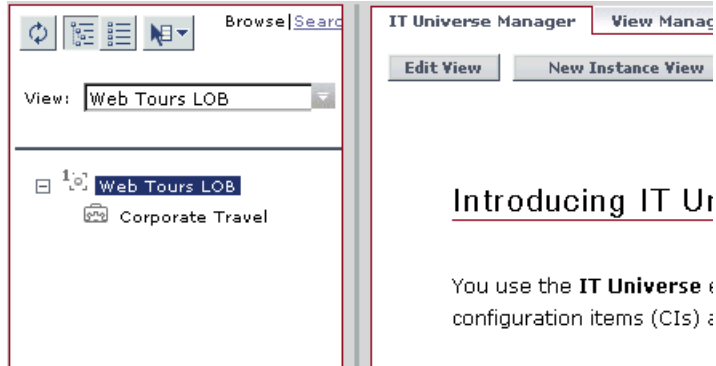 Browse|Searc
View: Web Tours LOB
1 Web Tours LOB
Corporate Travel
IT Universe Manager View Manag
Edit View New Instance View
Introducing IT Un
You use the IT Universe
configuration items (CIs) a